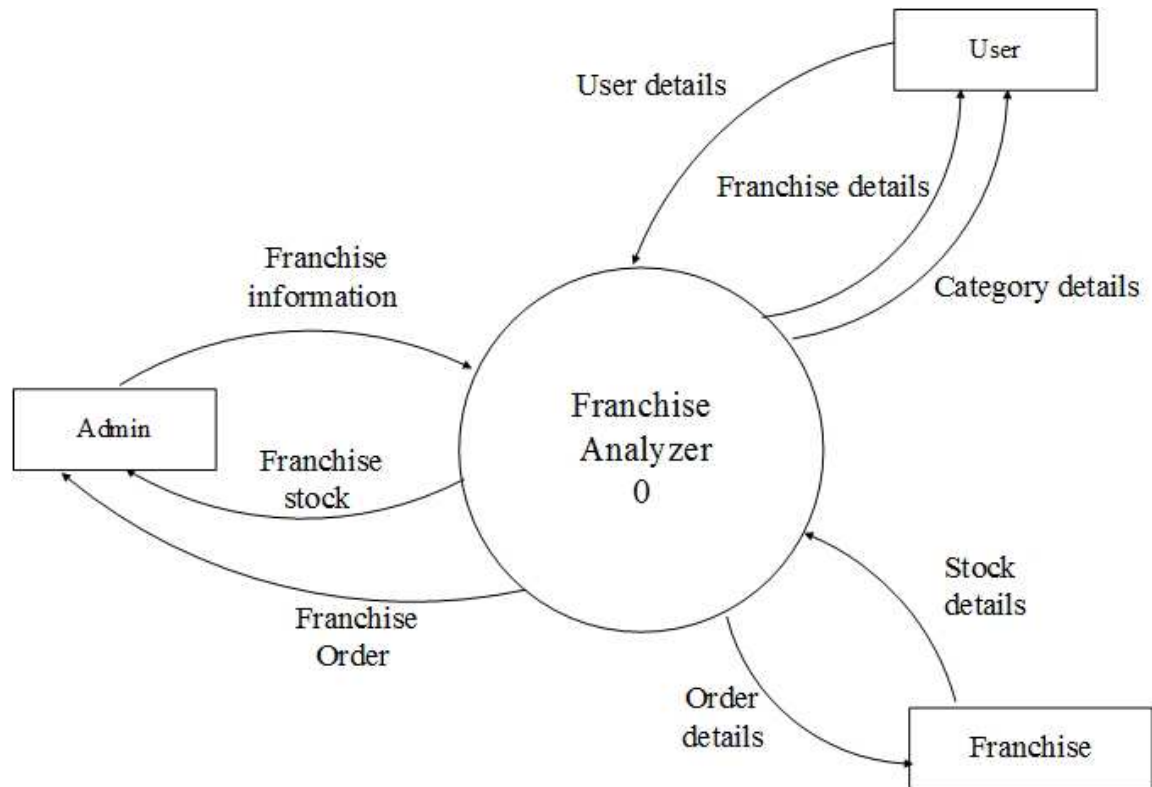 User
User details
Franchise details
Category details
Franchise
information
Admin
Franchise
stock
Franchise
Analyzer
0
Franchise
Order
Stock
details
Order
details
Franchise